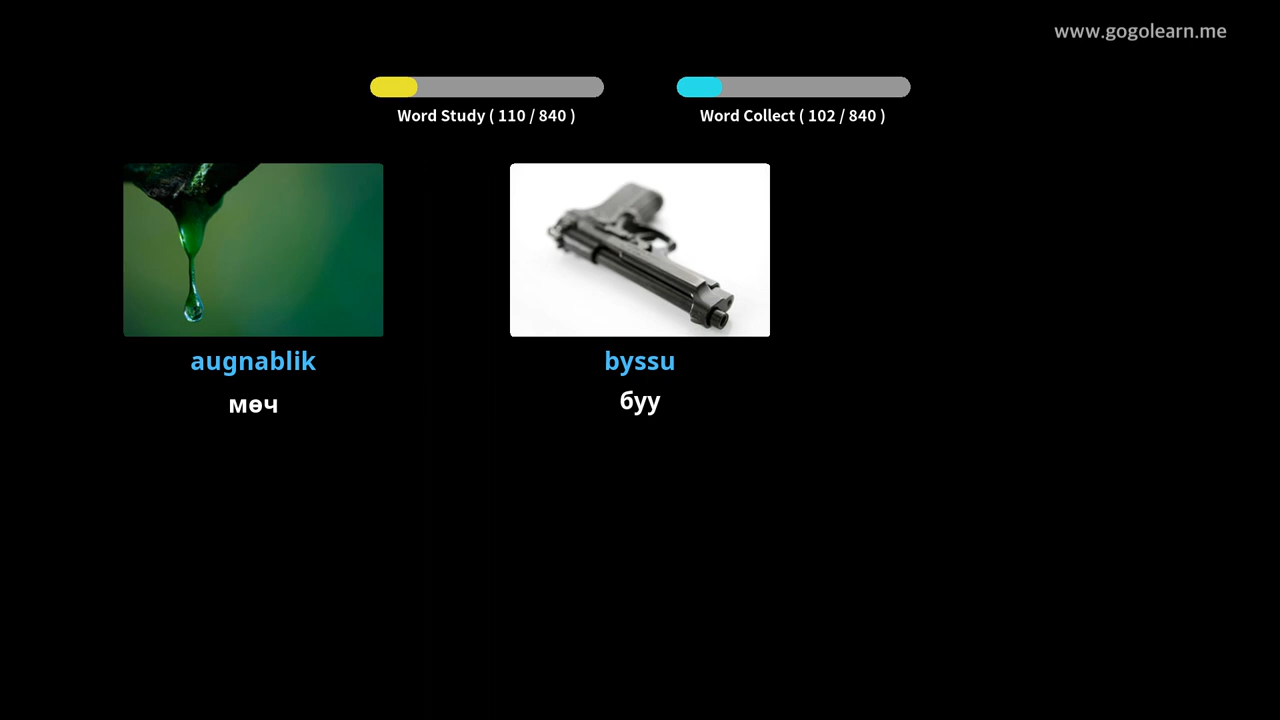 www.gogolearn.me
Word Study ( 110 / 840 )
Word Collect ( 102 / 840 )
augnablik
мөч
byssu
буу